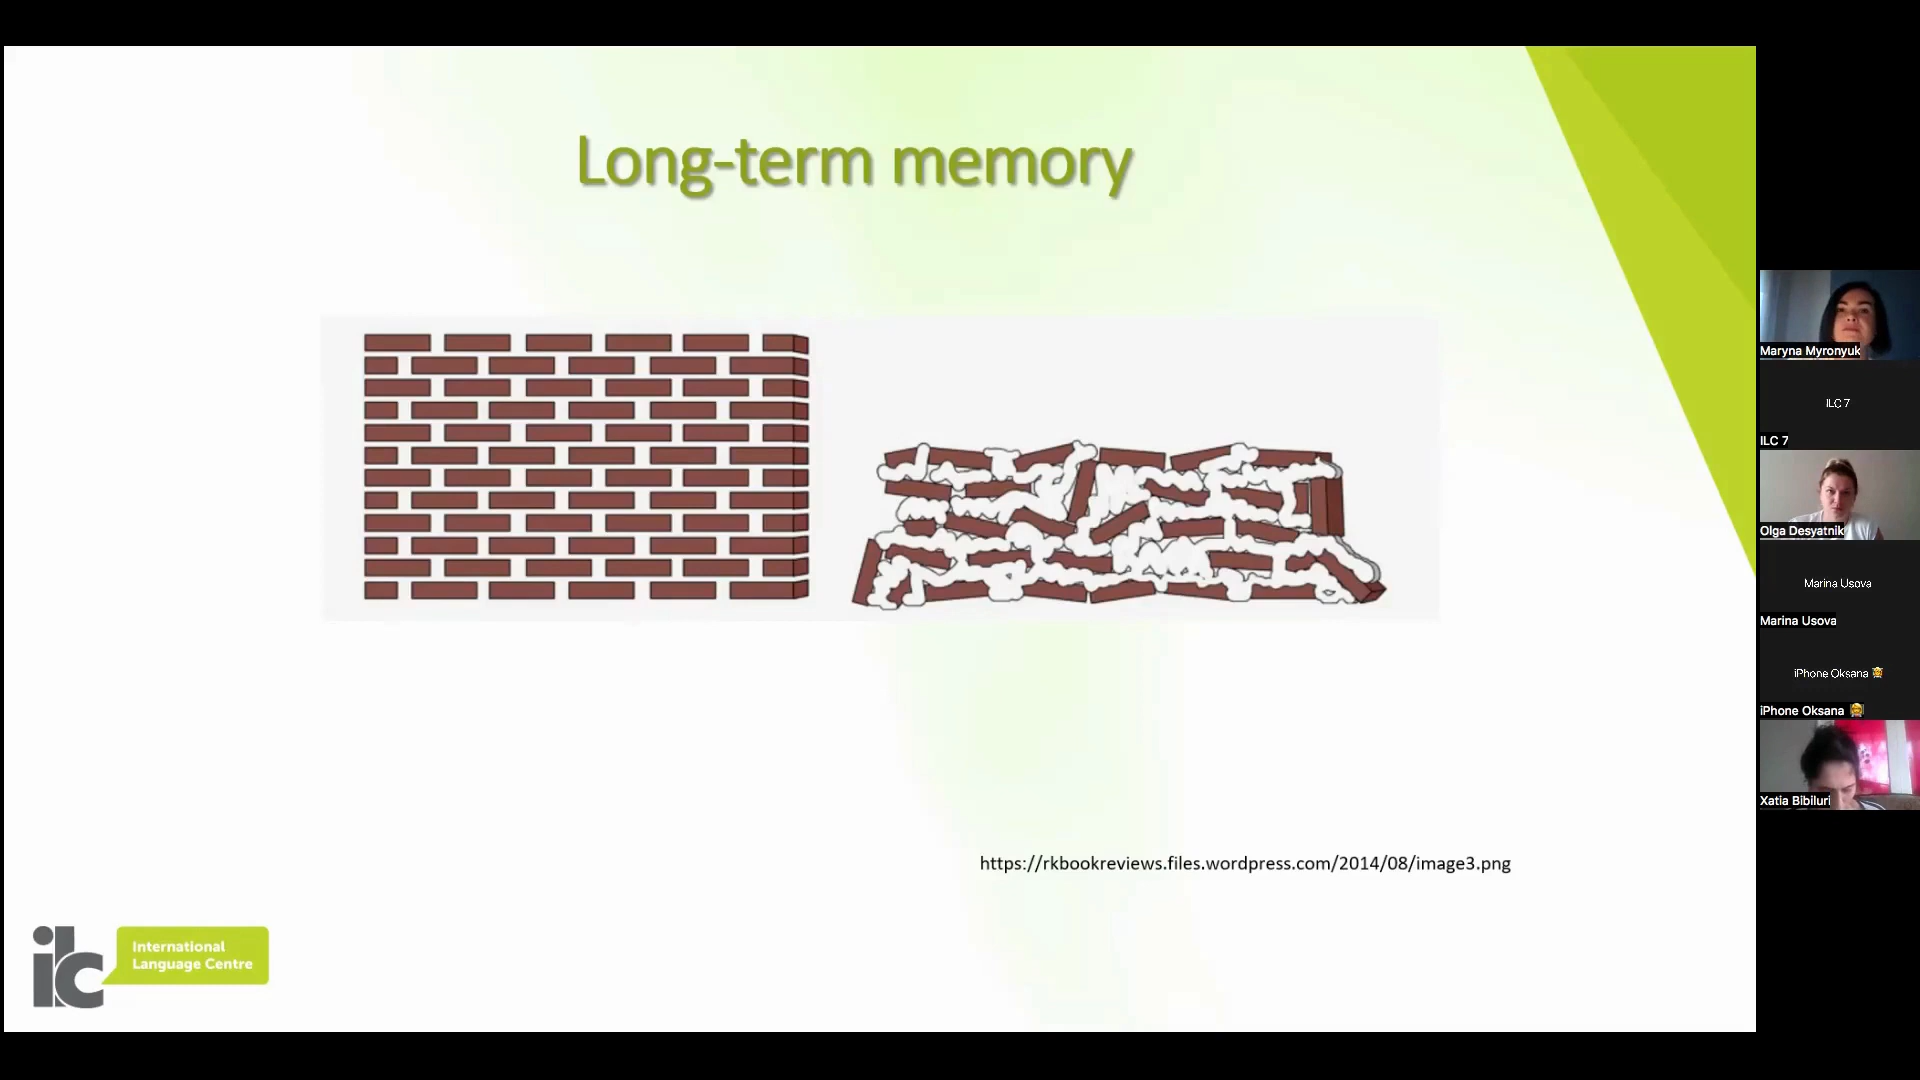 Long-term memory
https://rkbookreviews.files.wordpress.com/2014/08/image3.png
ilc
International
Language Centre
Maryna Myronyuk
ILC 7
ILC 7
Olga Desyatnik
Marina Usova
Marina Usova
iPhone Oksana
iPhone Oksana
Xatia Bibiluri